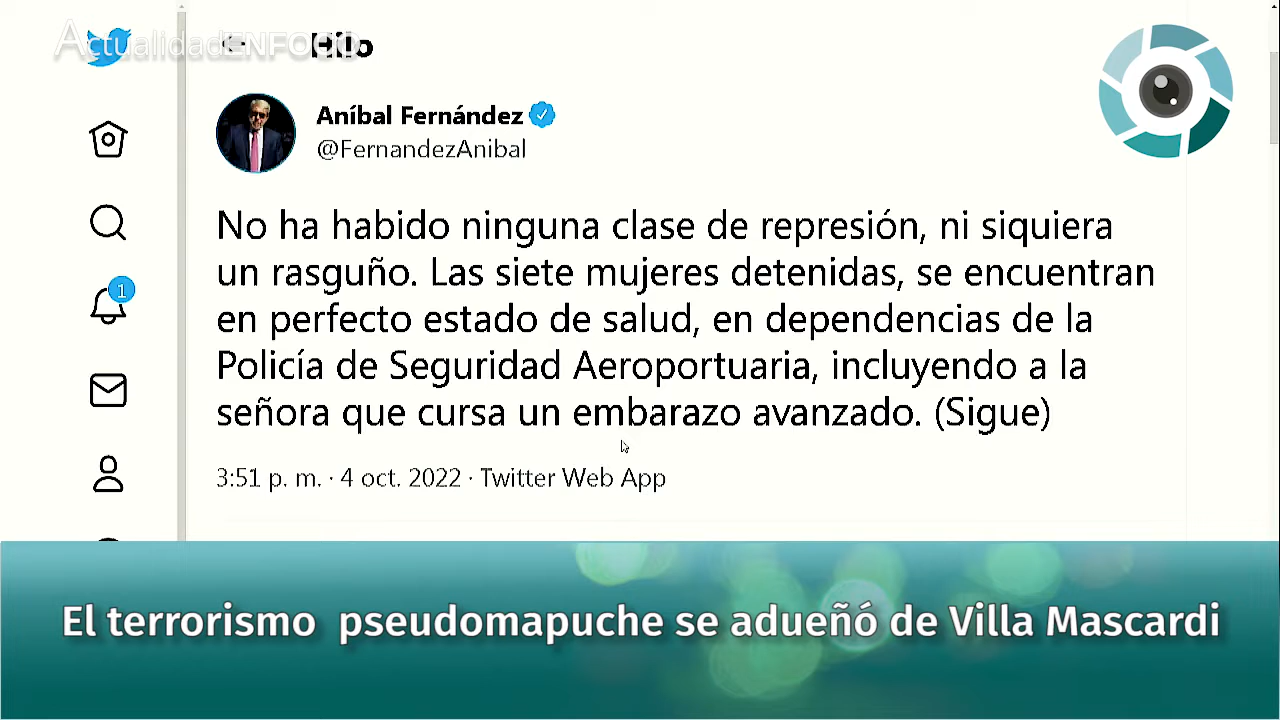 ActualidadENFOCO
Hilo
Aníbal Fernández
@FernandezAnibal
No ha habido ninguna clase de represión, ni siquiera
un rasguño. Las siete mujeres detenidas, se encuentran
en perfecto estado de salud, en dependencias de la
Policía de Seguridad Aeroportuaria, incluyendo a la
señora que cursa un embarazo avanzado. (Sigue)
1
3:51 p. m. · 4 oct. 2022 · Twitter Web App
El terrorismo pseudomapuche se adueñó de Villa Mascardi